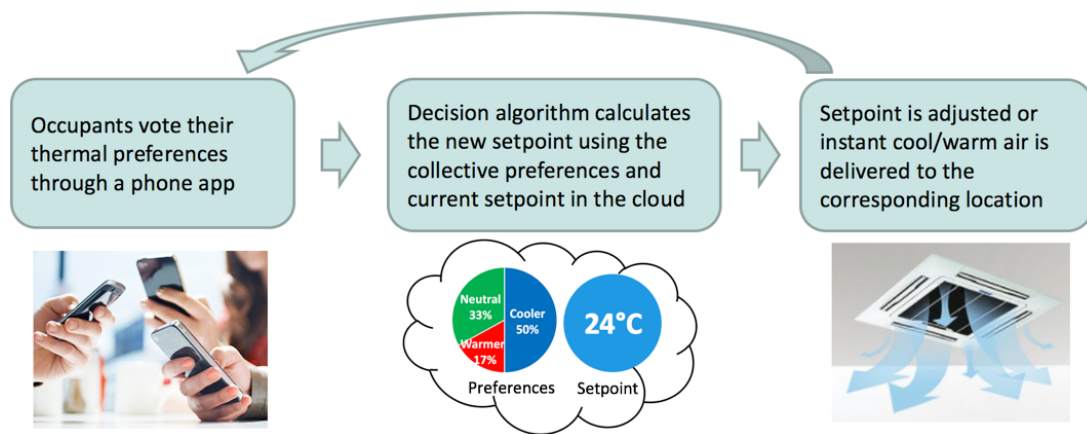 Occupants vote their
thermal preferences
through a phone app
Decision algorithm calculates
the new setpoint using the
collective preferences and
current setpoint in the cloud
Setpoint is adjusted or
instant cool/warm air is
delivered to the
corresponding location
Neutral
33%
Cooler
50%
Warmer
17%
24°C
Preferences
Setpoint